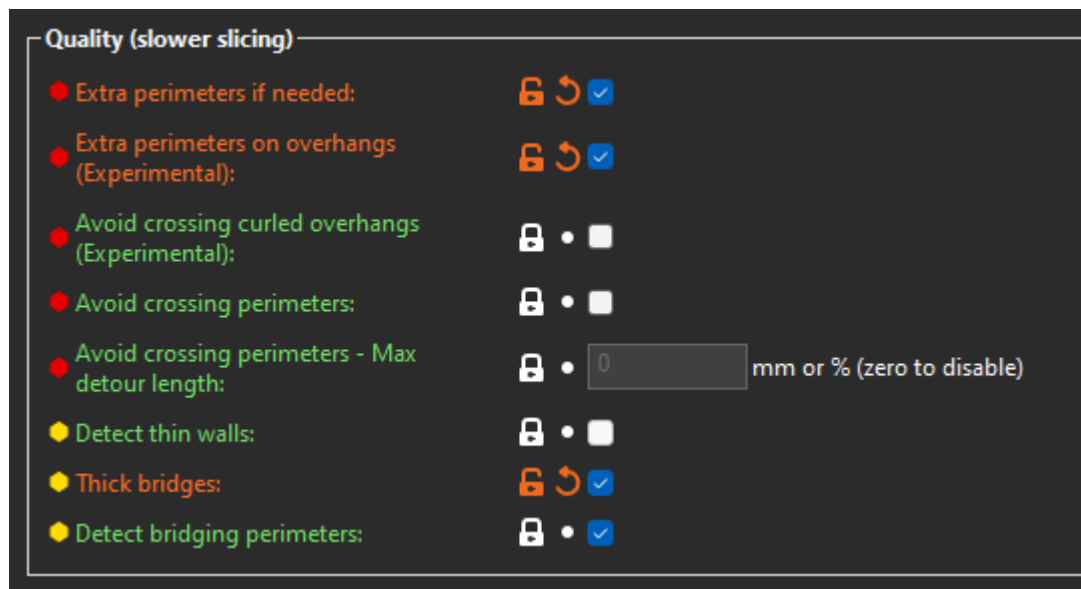 Quality (slower slicing)
Extra perimeters if needed:
Extra perimeters on overhangs
(Experimental):
Avoid crossing curled overhangs
(Experimental):
Avoid crossing perimeters:
Avoid crossing perimeters - Max
detour length:
0 mm or % (zero to disable)
Detect thin walls:
Thick bridges:
Detect bridging perimeters: